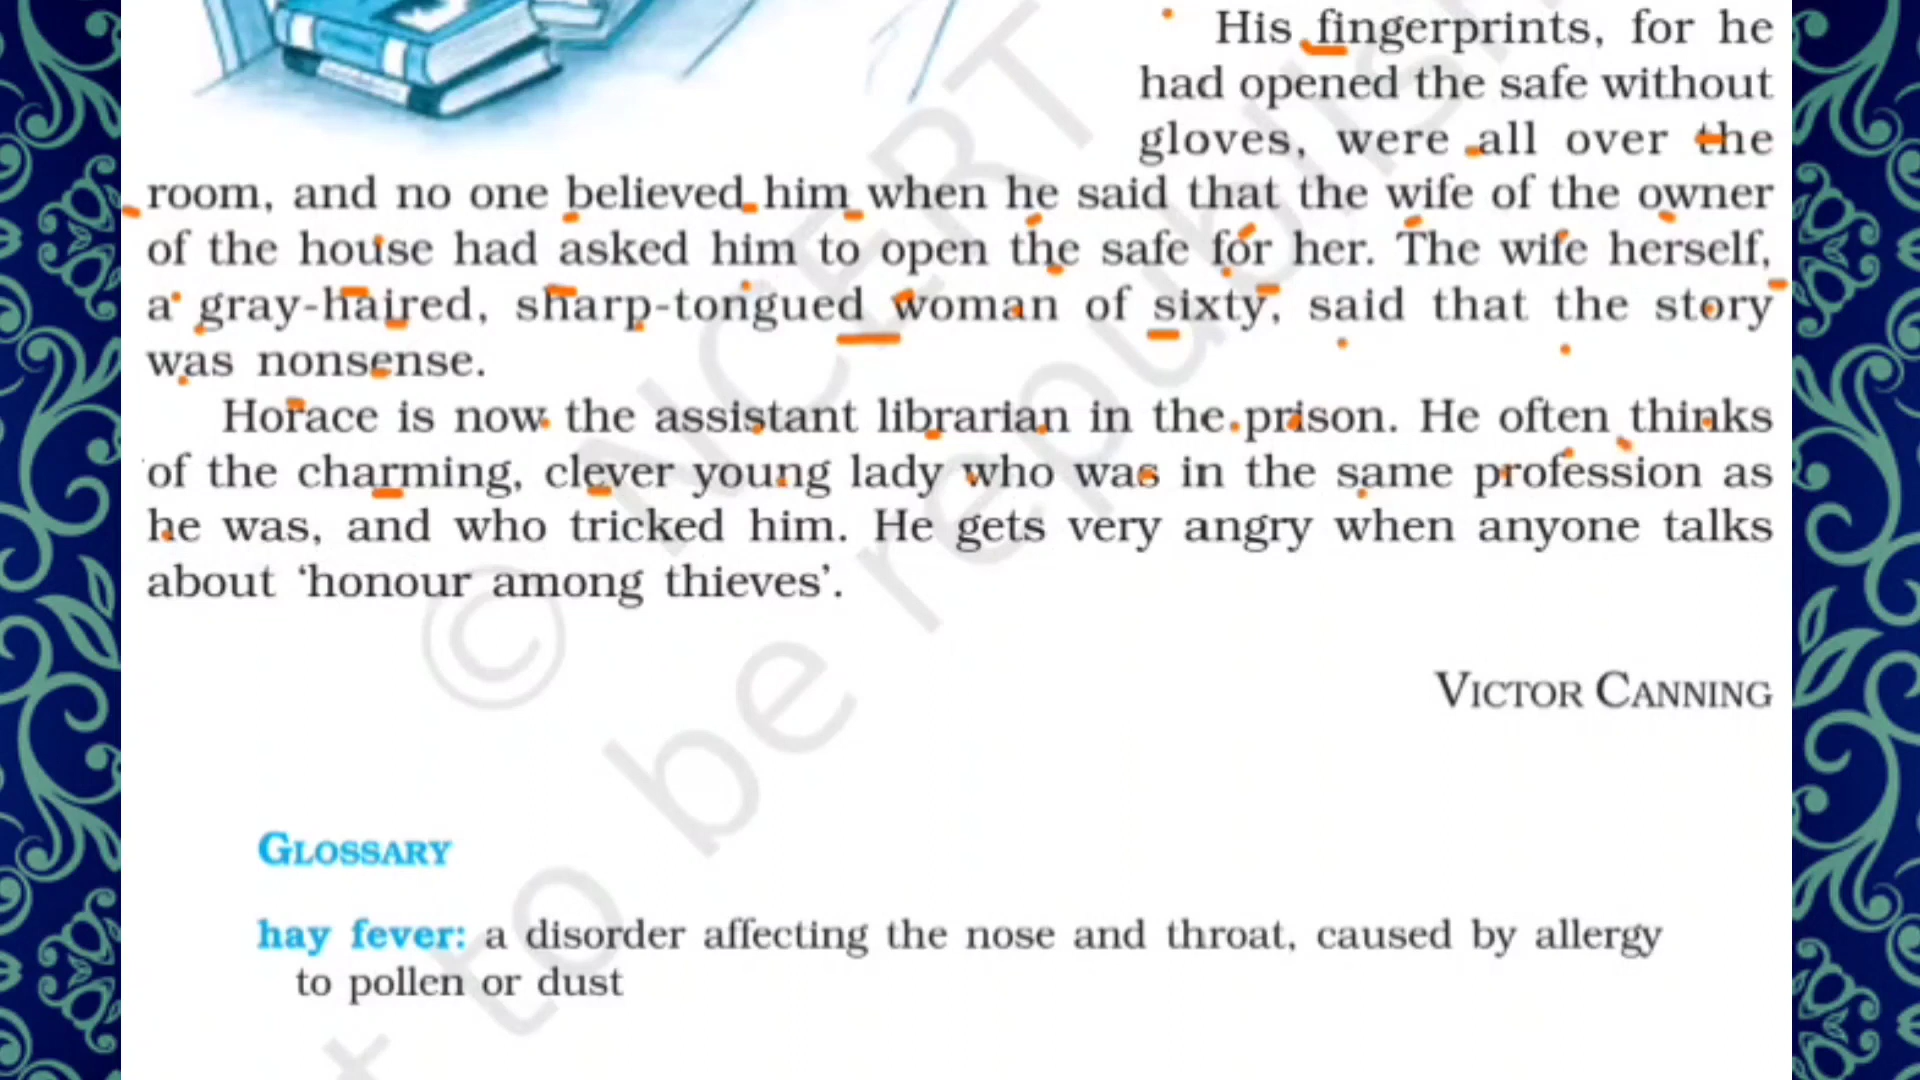 His fingerprints, for he
had opened the safe without
gloves, were all over the
room, and no one believed him when he said that the wife of the owner
of the house had asked him to open the safe for her. The wife herself,
a gray-haired, sharp-tongued woman of sixty, said that the story
was nonsense.
Horace is now the assistant librarian in the prison. He often thinks
of the charming, clever young lady who was in the same profession as
he was, and who tricked him. He gets very angry when anyone talks
about ‘honour among thieves’.
VICTOR CANNING
GLOSSARY
hay fever: a disorder affecting the nose and throat, caused by allergy
to pollen or dust
© NCERT
to be republish